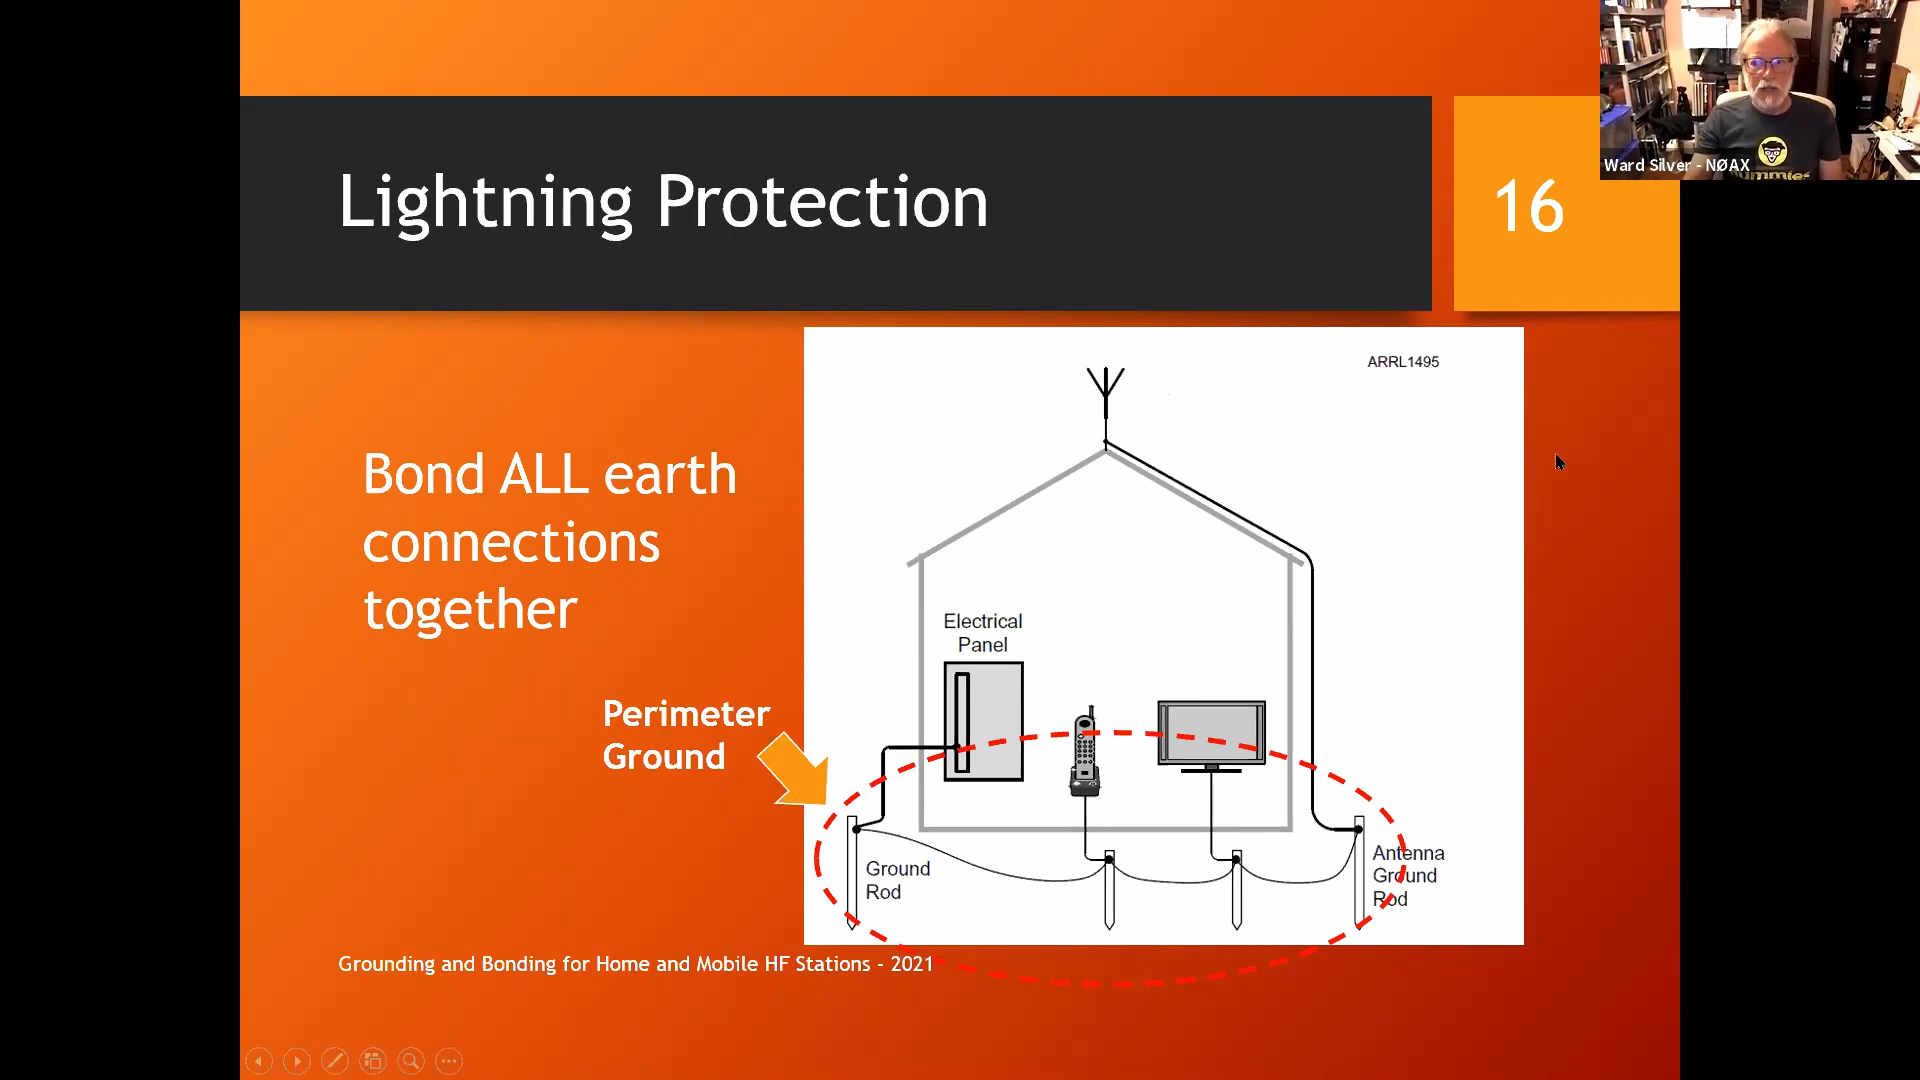 Lightning Protection
16
Ward Silver - NØAX
ARRL1495
Bond ALL earth
connections
together
Electrical
Panel
Perimeter
Ground
Ground
Rod
Antenna
Ground
Rod
Grounding and Bonding for Home and Mobile HF Stations - 2021